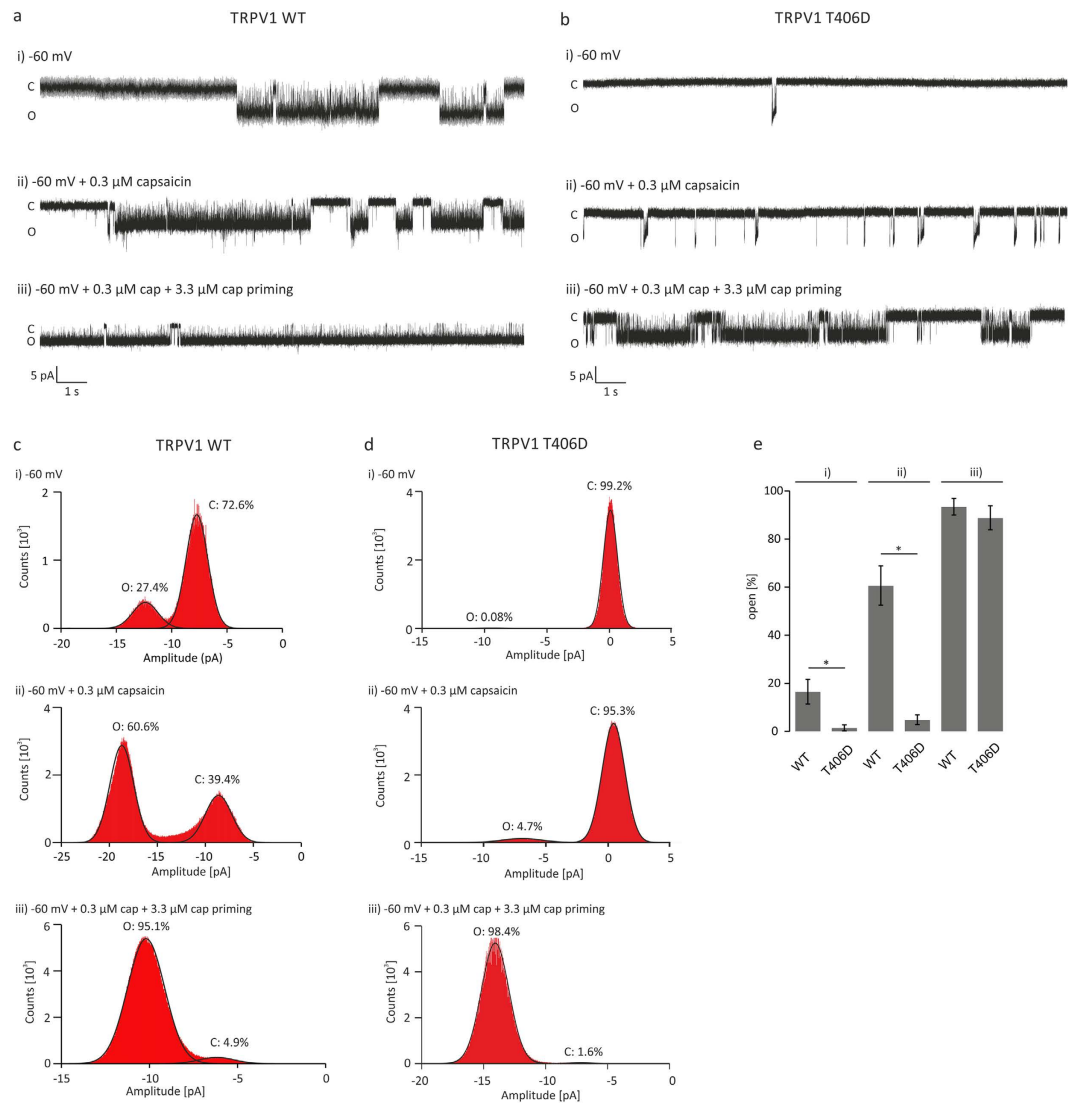 a
TRPV1 WT
i) -60 mV
C
O
ii) -60 mV + 0.3 µM capsaicin
C
O
iii) -60 mV + 0.3 µM cap + 3.3 µM cap priming
C
O
5 pA
1 s
b
TRPV1 T406D
i) -60 mV
C
O
ii) -60 mV + 0.3 µM capsaicin
C
O
iii) -60 mV + 0.3 µM cap + 3.3 µM cap priming
C
O
5 pA
1 s
c
TRPV1 WT
i) -60 mV
C: 72.6%
O: 27.4%
Counts [10³]
2
1
0
-20 -15 -10 -5 0
Amplitude (pA)
ii) -60 mV + 0.3 µM capsaicin
O: 60.6%
C: 39.4%
Counts [10³]
4
2
0
-25 -20 -15 -10 -5 0
Amplitude [pA]
iii) -60 mV + 0.3 µM cap + 3.3 µM cap priming
O: 95.1%
C: 4.9%
Counts [10³]
6
4
2
0
-15 -10 -5 0
Amplitude [pA]
d
TRPV1 T406D
i) -60 mV
C: 99.2%
O: 0.08%
Counts [10³]
4
2
0
-15 -10 -5 0 5
Amplitude [pA]
ii) -60 mV + 0.3 µM capsaicin
C: 95.3%
O: 4.7%
Counts [10³]
4
2
0
-15 -10 -5 0 5
Amplitude [pA]
iii) -60 mV + 0.3 µM cap + 3.3 µM cap priming
O: 98.4%
C: 1.6%
Counts [10³]
6
4
2
0
-20 -15 -10 -5 0
Amplitude [pA]
e
i) ii) iii)
open [%]
100
80
60
40
20
0
*
*
WT T406D WT T406D WT T406D